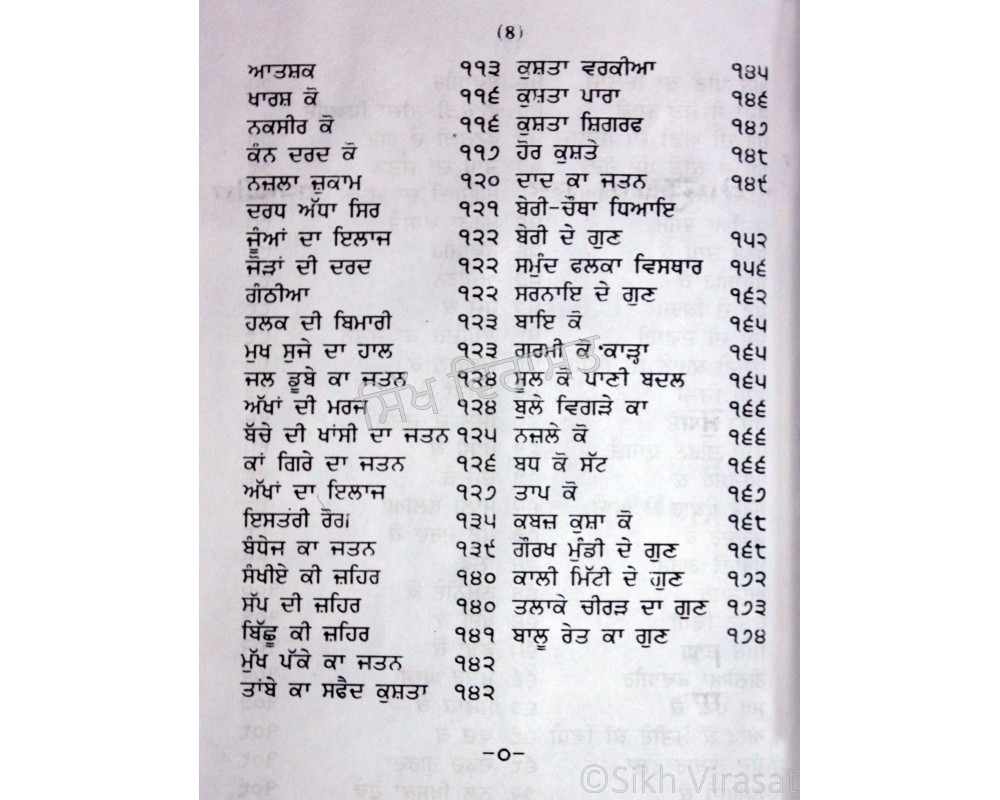 (8)
ਆਤਸ਼ਕ ੧੧੩
ਖਾਰਸ਼ ਕੋ ੧੧੬
ਨਕਸੀਰ ਕੋ ੧੧੬
ਕੰਨ ਦਰਦ ਕੋ ੧੧੭
ਨਜ਼ਲਾ ਜ਼ੁਕਾਮ ੧੨੦
ਦਰਧ ਅੱਧਾ ਸਿਰ ੧੨੧
ਜੂੰਆਂ ਦਾ ਇਲਾਜ ੧੨੨
ਜੋੜਾਂ ਦੀ ਦਰਦ ੧੨੨
ਗੰਠੀਆ ੧੨੨
ਹਲਕ ਦੀ ਬਿਮਾਰੀ ੧੨੩
ਮੁਖ ਸੁਜੇ ਦਾ ਹਾਲ ੧੨੩
ਜਲ ਡੂਬੇ ਕਾ ਜਤਨ ੧੨੪
ਅੱਖਾਂ ਦੀ ਮਰਜ ੧੨੪
ਬੱਚੇ ਦੀ ਖਾਂਸੀ ਦਾ ਜਤਨ ੧੨੫
ਕਾਂ ਗਿਰੇ ਦਾ ਜਤਨ ੧੨੬
ਅੱਖਾਂ ਦਾ ਇਲਾਜ ੧੨੭
ਇਸਤਰੀ ਰੋਗ ੧੩੫
ਬੰਧੇਜ ਕਾ ਜਤਨ ੧੩੯
ਸੰਖੀਏ ਕੀ ਜ਼ਹਿਰ ੧੪੦
ਸੱਪ ਦੀ ਜ਼ਹਿਰ ੧੪੦
ਬਿੱਛੂ ਕੀ ਜ਼ਹਿਰ ੧੪੧
ਮੁੱਖ ਪੱਕੇ ਕਾ ਜਤਨ ੧੪੨
ਤਾਂਬੇ ਕਾ ਸਫੈਦ ਕੁਸ਼ਤਾ ੧੪੨
ਕੁਸ਼ਤਾ ਵਰਕੀਆ ੧੪੫
ਕੁਸ਼ਤਾ ਪਾਰਾ ੧੪੬
ਕੁਸ਼ਤਾ ਸ਼ਿਗਰਫ ੧੪੭
ਹੋਰ ਕੁਸ਼ਤੇ ੧੪੮
ਦਾਦ ਕਾ ਜਤਨ ੧੪੯
ਬੇਰੀ-ਚੌਥਾ ਧਿਆਇ
ਬੇਰੀ ਦੇ ਗੁਣ ੧੫੨
ਸਮੁੰਦ ਫਲਕਾ ਵਿਸਥਾਰ ੧੫੬
ਸਰਨਾਇ ਦੇ ਗੁਣ ੧੬੨
ਬਾਇ ਕੋ ੧੬੫
ਗਰਮੀ ਕੋ ਕਾੜ੍ਹਾ ੧੬੫
ਸੂਲ ਕੋ ਪਾਣੀ ਬਦਲ ੧੬੫
ਬੁਲੇ ਵਿਗੜੇ ਕਾ ੧੬੬
ਨਜ਼ਲੇ ਕੋ ੧੬੬
ਬਧ ਕੋ ਸੱਟ ੧੬੬
ਤਾਪ ਕੋ ੧੬੭
ਕਬਜ਼ ਕੁਸ਼ਾ ਕੋ ੧੬੮
ਗੌਰਖ ਮੁੰਡੀ ਦੇ ਗੁਣ ੧੬੮
ਕਾਲੀ ਮਿੱਟੀ ਦੇ ਗੁਣ ੧੭੨
ਤਲਾਕੇ ਚੀਰੜ ਦਾ ਗੁਣ ੧੭੩
ਬਾਲੂ ਰੇਤ ਕਾ ਗੁਣ ੧੭੪
-੦-
ਸਿੱਖ ਵਿਰਾਸਤ
©Sikh Virasat